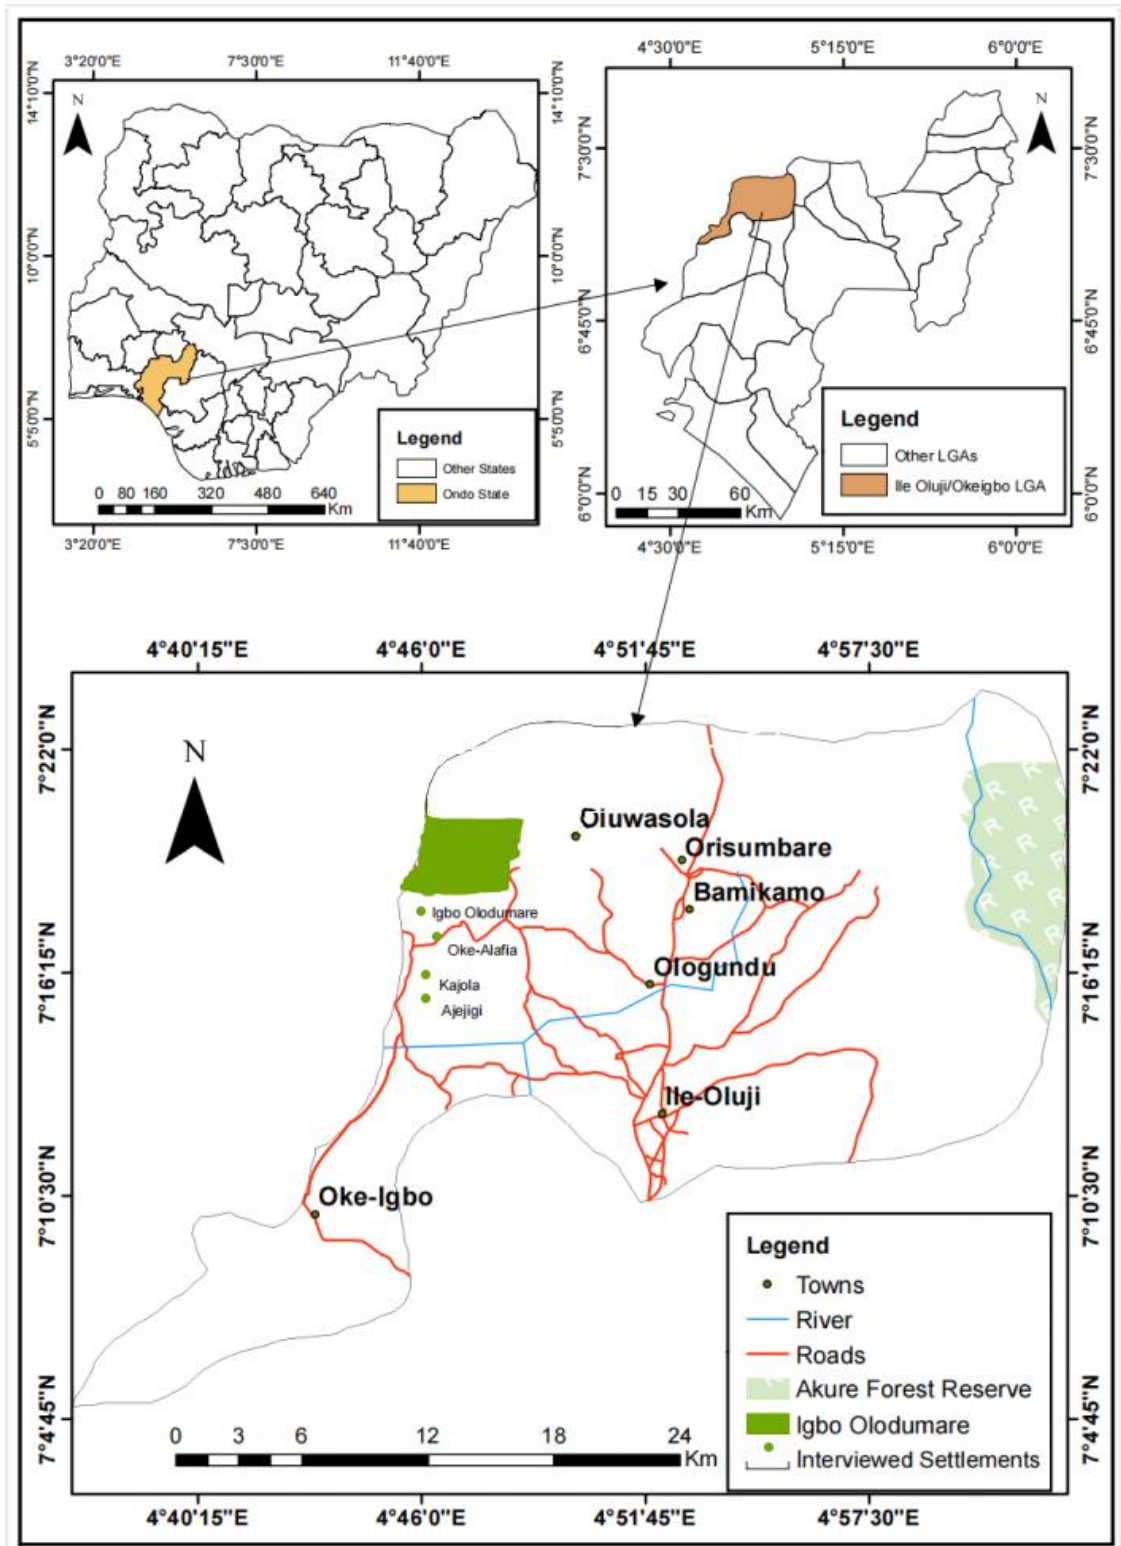 3°20'0"E 7°30'0"E 11°40'0"E
4°30'0"E 5°15'0"E 6°0'0"E
14°10'0"N 10°0'0"N 5°50'0"N
N
14°10'0"N 10°0'0"N 5°50'0"N
7°30'0"N 6°45'0"N 6°0'0"N
N
7°30'0"N 6°45'0"N 6°0'0"N
Legend
Other States
Ondo State
0 80 160 320 480 640
Km
3°20'0"E 7°30'0"E 11°40'0"E
Legend
Other LGAs
Ile Oluji/Okeigbo LGA
0 15 30 60
Km
4°30'0"E 5°15'0"E 6°0'0"E
4°40'15"E 4°46'0"E 4°51'45"E 4°57'30"E
7°22'0"N 7°16'15"N 7°10'30"N 7°4'45"N
N
7°22'0"N 7°16'15"N 7°10'30"N 7°4'45"N
R R R R R R R R R R R R R
Orisumbare
Bamikamo
Igbo Olodumare
Oke-Alafia
Ologundu
Kajola
Ajejigi
Ile-Oluji
Oke-Igbo
Legend
Towns
River
Roads
Akure Forest Reserve
Igbo Olodumare
Interviewed Settlements
0 3 6 12 18 24
Km
4°40'15"E 4°46'0"E 4°51'45"E 4°57'30"E